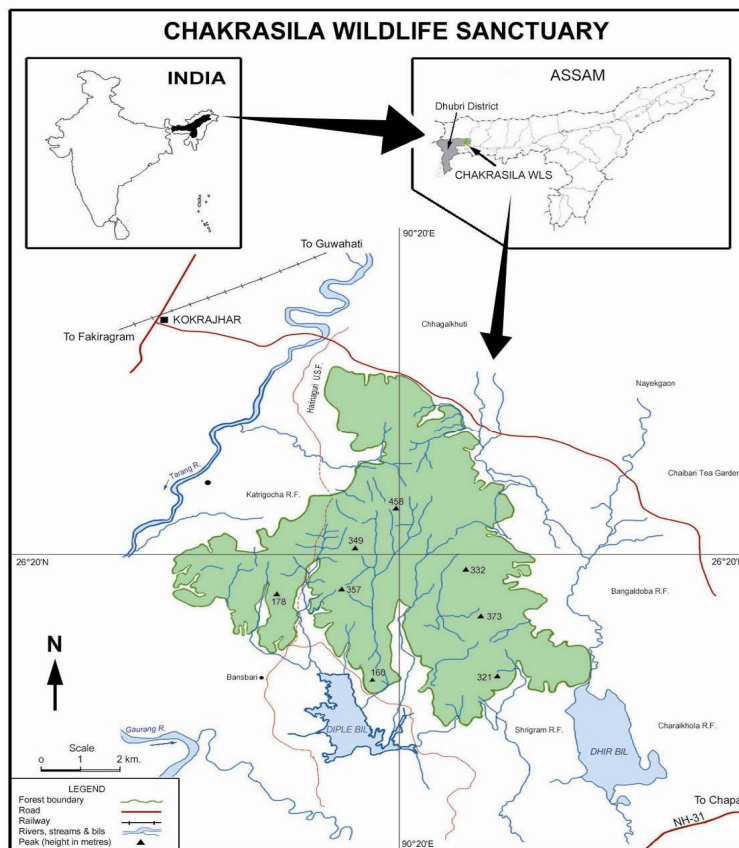 CHAKRASILA WILDLIFE SANCTUARY
INDIA
ASSAM
Dhubri District
CHAKRASILA WLS
90°20'E
To Guwahati
To Fakiragram
KOKRAJHAR
Chhagalkhuti
Nayekgaon
Tarang R.
Katrigocha R.F.
Chaibari Tea Garden
458
349
26°20'N
26°20'N
332
357
178
Bangaldoba R.F.
373
N
Bansbari
160
321
DIPLE BIL
Gaurang R.
Shrigram R.F.
Charaikhola R.F.
DHIR BIL
Scale
0 1 2 km.
LEGEND
Forest boundary
Road
Railway
Rivers, streams & bils
Peak (height in metres)
To Chapa
NH-31
90°20'E